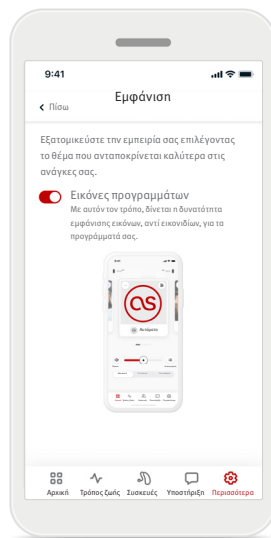 9:41
Εμφάνιση
Πίσω
Εξατομικεύστε την εμπειρία σας επιλέγοντας
το θέμα που ανταποκρίνεται καλύτερα στις
ανάγκες σας.
Εικόνες προγραμμάτων
Με αυτόν τον τρόπο, δίνεται η δυνατότητα
εμφάνισης εικόνων, αντί εικονιδίων, για τα
προγράμματά σας.
Αυτόματο
Αρχική Τρόπος ζωής Συσκευές Υποστήριξη Περισσότερα